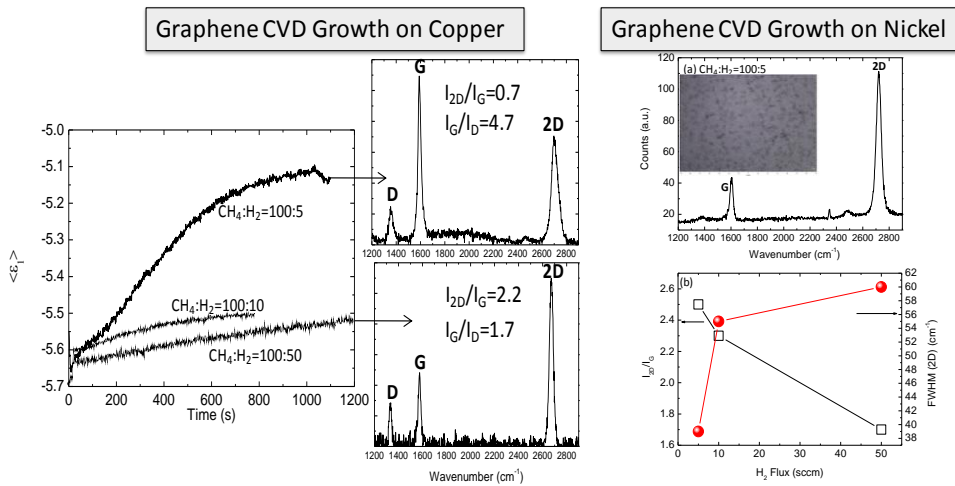 Graphene CVD Growth on Copper
Graphene CVD Growth on Nickel
-5.0
-5.1
-5.2
-5.3
-5.4
-5.5
-5.6
-5.7
<ε₁>
CH₄:H₂=100:5
CH₄:H₂=100:10
CH₄:H₂=100:50
0 200 400 600 800 1000 1200
Time (s)
G
D
2D
I₂D/I_G=0.7
I_G/I_D=4.7
1200 1400 1600 1800 2000 2200 2400 2600 2800
2D
G
D
I₂D/I_G=2.2
I_G/I_D=1.7
1200 1400 1600 1800 2000 2200 2400 2600 2800
Wavenumber (cm⁻¹)
(a) CH₄:H₂=100:5
2D
G
120
100
80
60
40
20
Counts (a.u.)
1200 1400 1600 1800 2000 2200 2400 2600 2800
Wavenumber (cm⁻¹)
(b)
2.6
2.4
2.2
2.0
1.8
1.6
I₂D/I_G
62
60
58
56
54
52
50
48
46
44
42
40
38
FWHM (2D) (cm⁻¹)
0 10 20 30 40 50
H₂ Flux (sccm)